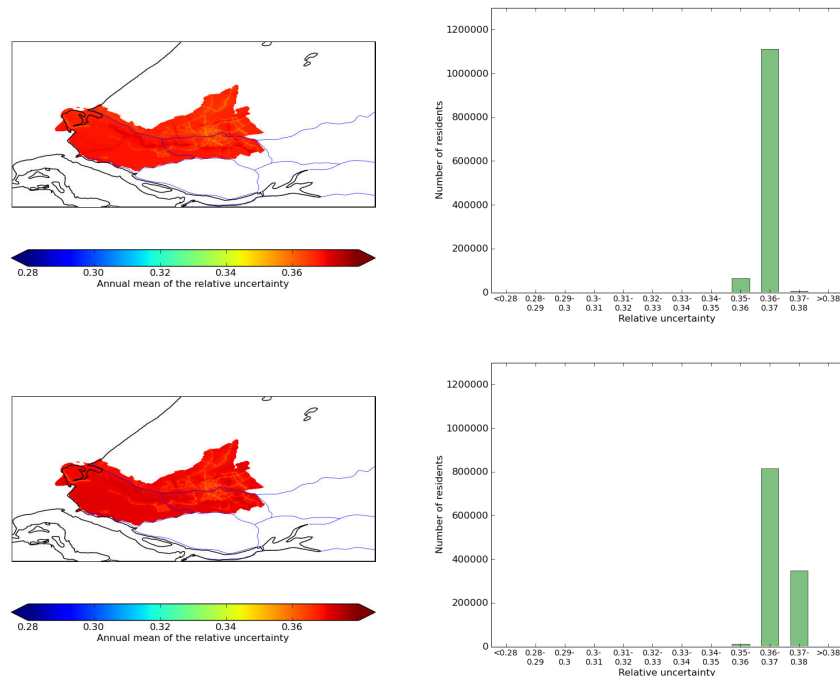 0.28 0.30 0.32 0.34 0.36
Annual mean of the relative uncertainty
1200000
1000000
800000
600000
400000
200000
0
Number of residents
<0.28 0.28- 0.29- 0.3- 0.31- 0.32- 0.33- 0.34- 0.35- 0.36- 0.37- >0.38
0.29 0.3 0.31 0.32 0.33 0.34 0.35 0.36 0.37 0.38
Relative uncertainty
0.28 0.30 0.32 0.34 0.36
Annual mean of the relative uncertainty
1200000
1000000
800000
600000
400000
200000
0
Number of residents
<0.28 0.28- 0.29- 0.3- 0.31- 0.32- 0.33- 0.34- 0.35- 0.36- 0.37- >0.38
0.29 0.3 0.31 0.32 0.33 0.34 0.35 0.36 0.37 0.38
Relative uncertainty